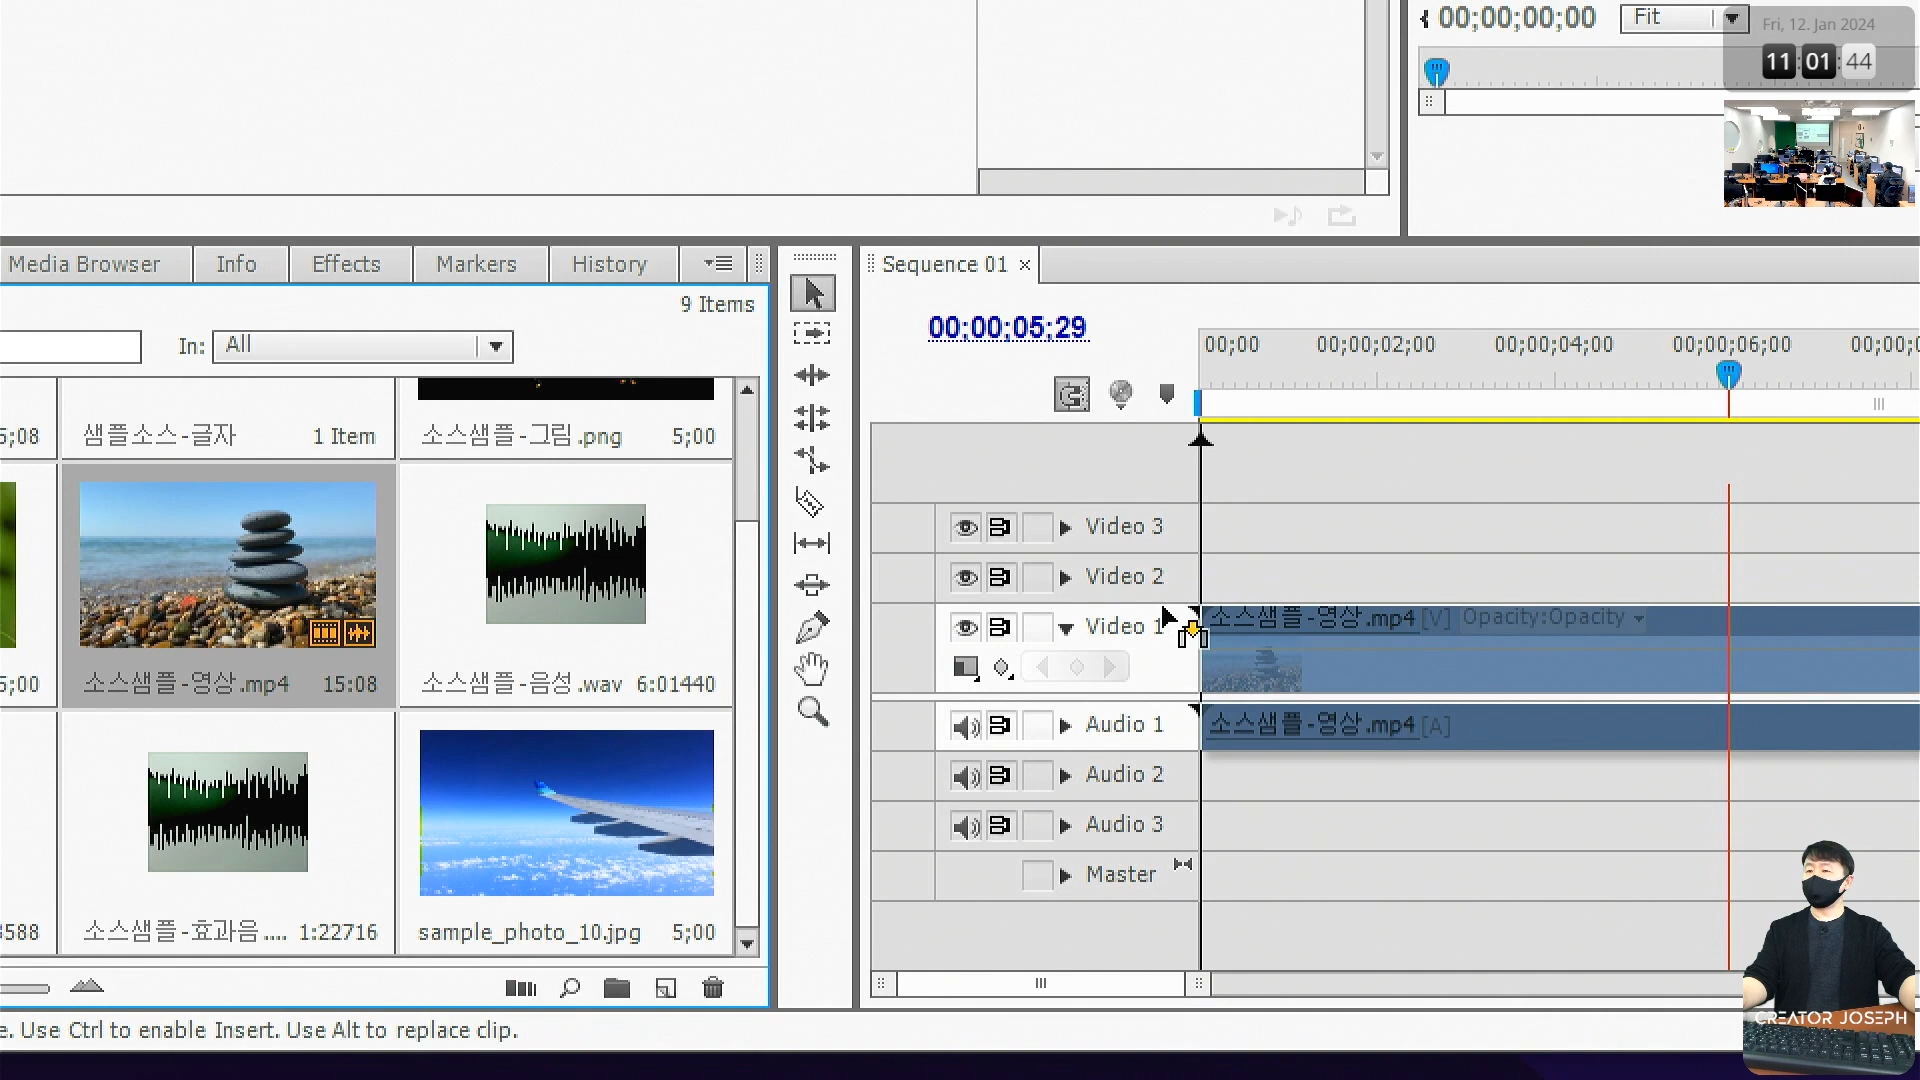 00;00;00;00
Fit
Fri, 12. Jan 2024
11:01:44
Media Browser
Info
Effects
Markers
History
9 Items
In:
All
5;08
샘플소스-글자
1 Item
소스샘플-그림.png
5;00
5;00
소스샘플-영상.mp4
15:08
소스샘플-음성.wav
6:01440
3588
소스샘플-효과음....
1:22716
sample_photo_10.jpg
5;00
Sequence 01
00;00;05;29
00;00
00;00;02;00
00;00;04;00
00;00;06;00
00;00;0
Video 3
Video 2
Video 1
소스샘플-영상.mp4 [V]
Opacity:Opacity
Audio 1
소스샘플-영상.mp4 [A]
Audio 2
Audio 3
Master
e. Use Ctrl to enable Insert. Use Alt to replace clip.
CREATOR JOSEPH